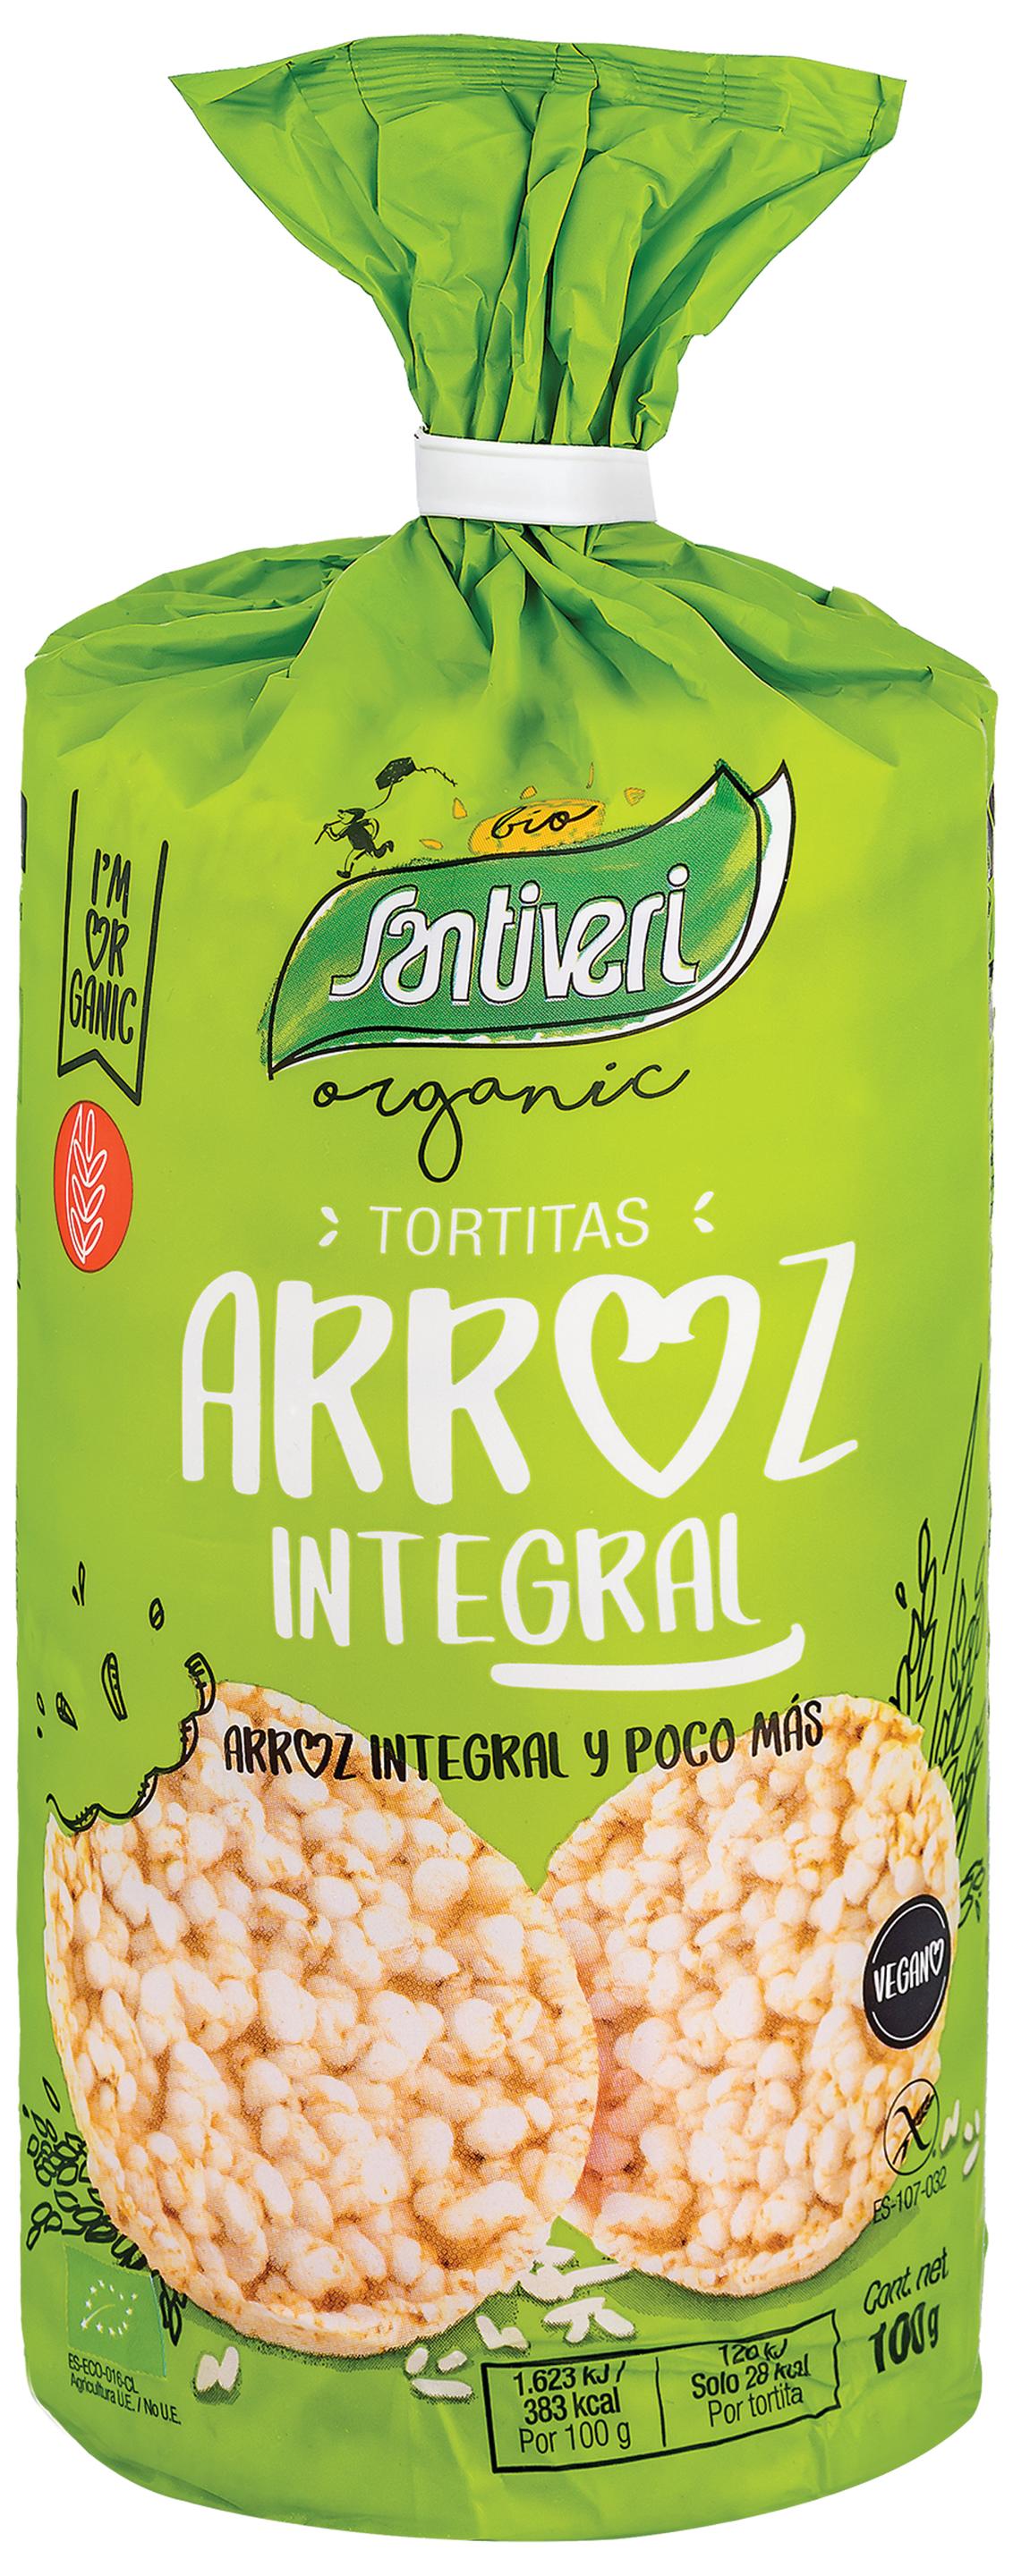 bio
Santiveri
organic
I'M
OR
GANIC
TORTITAS
ARROZ
INTEGRAL
ARROZ INTEGRAL y POCO MÁS
VEGANO
ES-107-032
Cont. net
100g
ES-ECO-016-CL
Agricultura U.E. / No U.E.
1.623 kJ /
383 kcal
Por 100 g
120 kJ
Solo 28 kcal
Por tortita